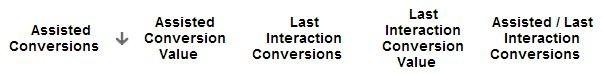 Assisted
Conversions
Assisted
Conversion
Value
Last
Interaction
Conversions
Last
Interaction
Conversion
Value
Assisted / Last
Interaction
Conversions